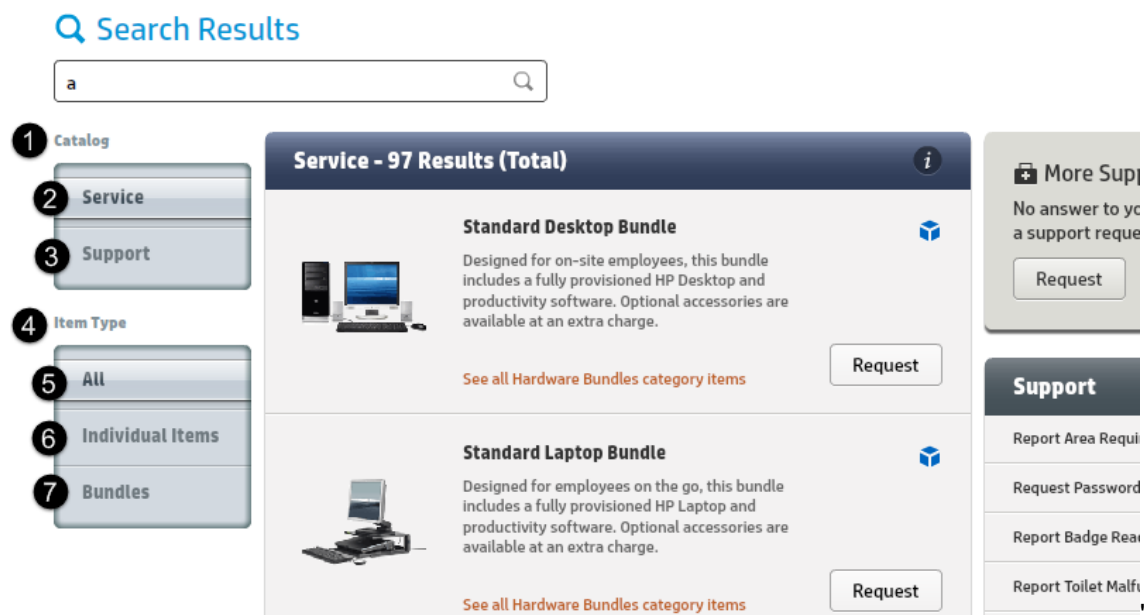 Search Results
a
1 Catalog
2 Service
3 Support
4 Item Type
5 All
6 Individual Items
7 Bundles
Service - 97 Results (Total)
i
Standard Desktop Bundle
Designed for on-site employees, this bundle
includes a fully provisioned HP Desktop and
productivity software. Optional accessories are
available at an extra charge.
See all Hardware Bundles category items
Request
Standard Laptop Bundle
Designed for employees on the go, this bundle
includes a fully provisioned HP Laptop and
productivity software. Optional accessories are
available at an extra charge.
See all Hardware Bundles category items
Request
More Supp
No answer to yo
a support reque
Request
Support
Report Area Requi
Request Password
Report Badge Read
Report Toilet Malfu